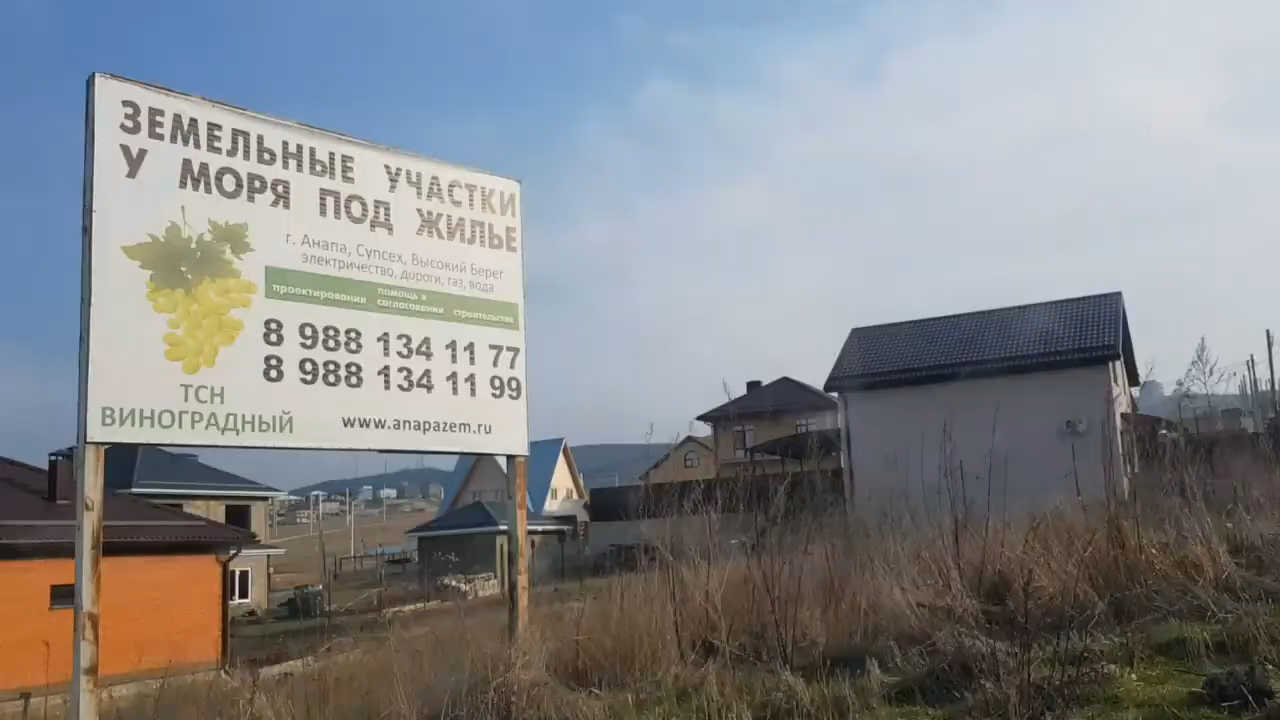 ЗЕМЕЛЬНЫЕ УЧАСТКИ
У МОРЯ ПОД ЖИЛЬЕ
г. Анапа, Супсех, Высокий Берег
электричество, дороги, газ, вода
проектирование помощь в согласовании строительстве
8 988 134 11 77
8 988 134 11 99
ТСН
ВИНОГРАДНЫЙ
www.anapazem.ru